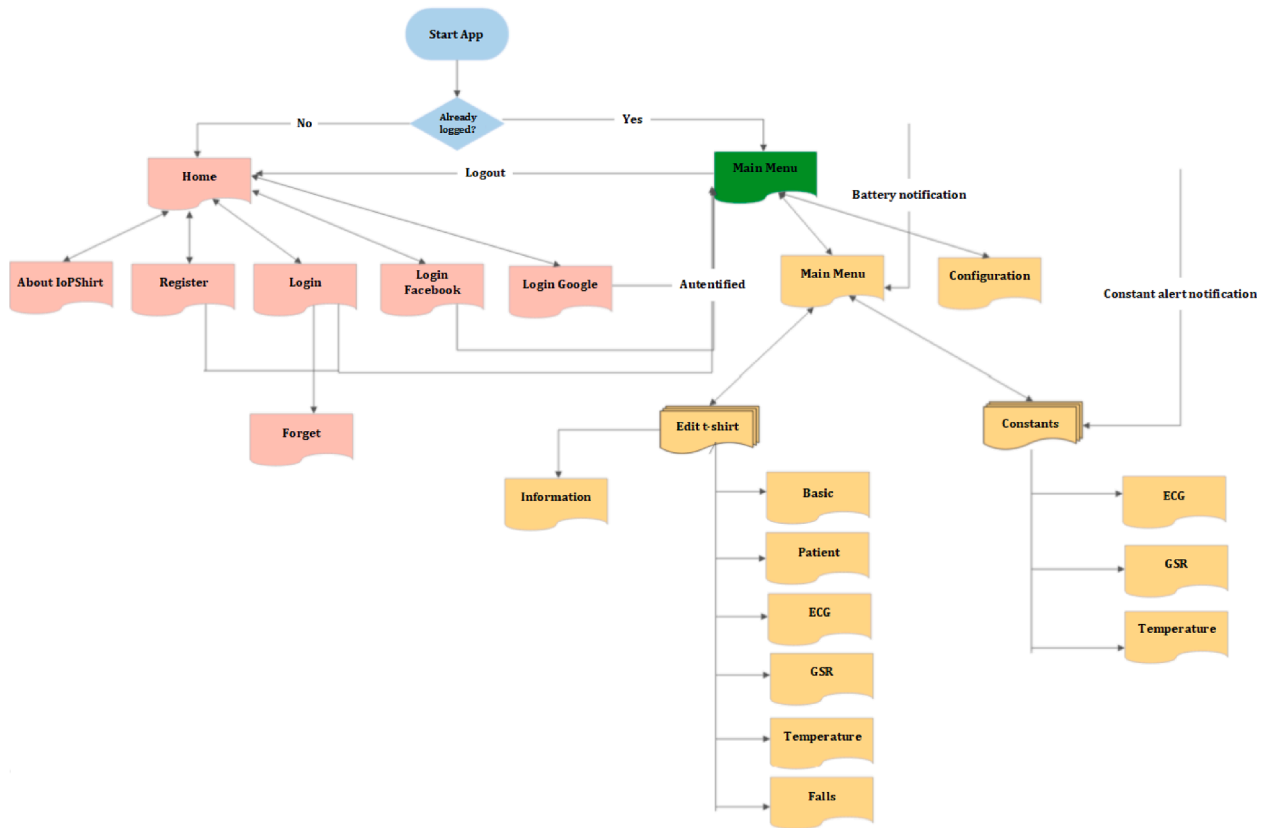 Start App
Already
logged?
No
Yes
Home
Logout
Main Menu
Battery notification
About IoPShirt
Register
Login
Login
Facebook
Login Google
Autentified
Main Menu
Configuration
Constant alert notification
Forget
Edit t-shirt
Constants
Information
Basic
ECG
Patient
GSR
ECG
Temperature
GSR
Temperature
Falls